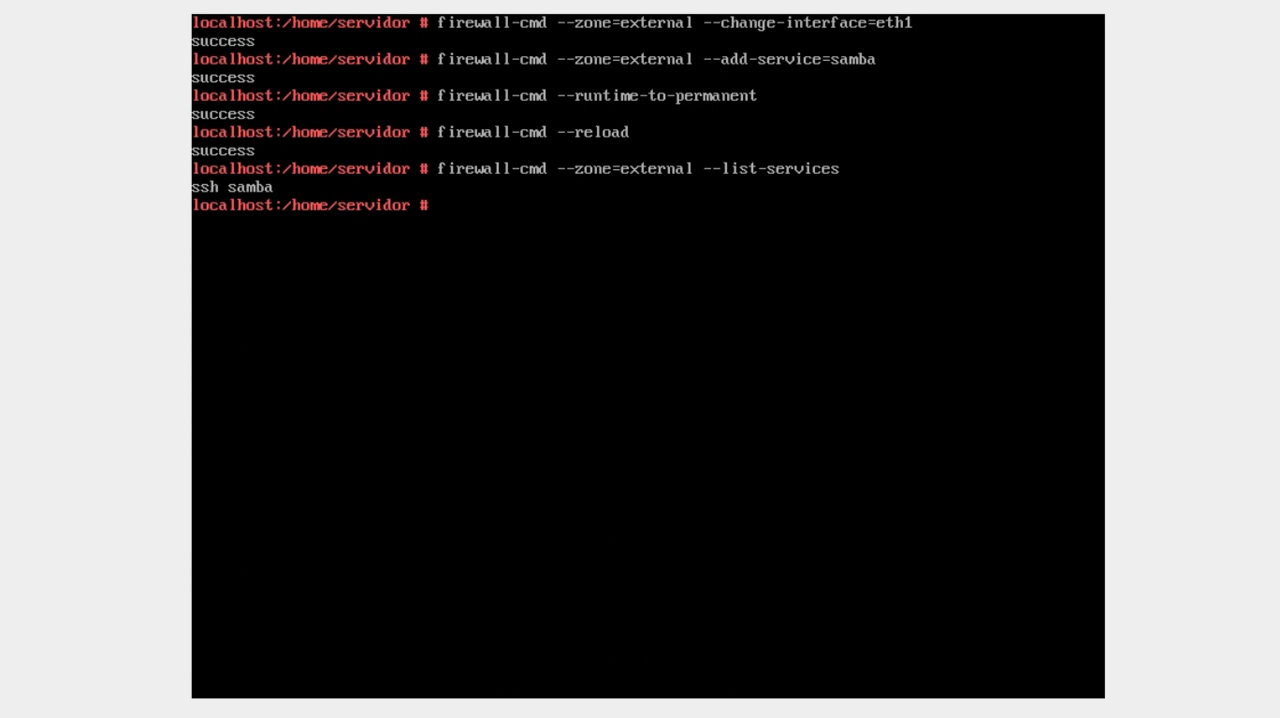 localhost:/home/servidor # firewall-cmd --zone=external --change-interface=eth1
success
localhost:/home/servidor # firewall-cmd --zone=external --add-service=samba
success
localhost:/home/servidor # firewall-cmd --runtime-to-permanent
success
localhost:/home/servidor # firewall-cmd --reload
success
localhost:/home/servidor # firewall-cmd --zone=external --list-services
ssh samba
localhost:/home/servidor #